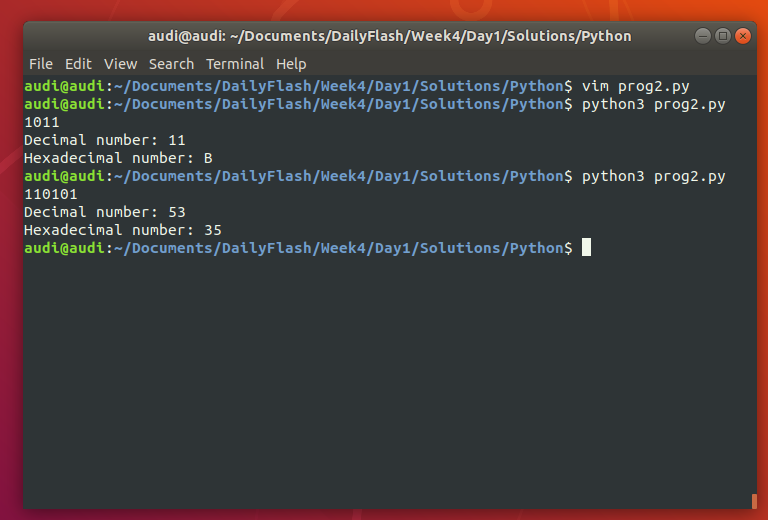 audi@audi: ~/Documents/DailyFlash/Week4/Day1/Solutions/Python
File Edit View Search Terminal Help
audi@audi:~/Documents/DailyFlash/Week4/Day1/Solutions/Python$ vim prog2.py
audi@audi:~/Documents/DailyFlash/Week4/Day1/Solutions/Python$ python3 prog2.py
1011
Decimal number: 11
Hexadecimal number: B
audi@audi:~/Documents/DailyFlash/Week4/Day1/Solutions/Python$ python3 prog2.py
110101
Decimal number: 53
Hexadecimal number: 35
audi@audi:~/Documents/DailyFlash/Week4/Day1/Solutions/Python$